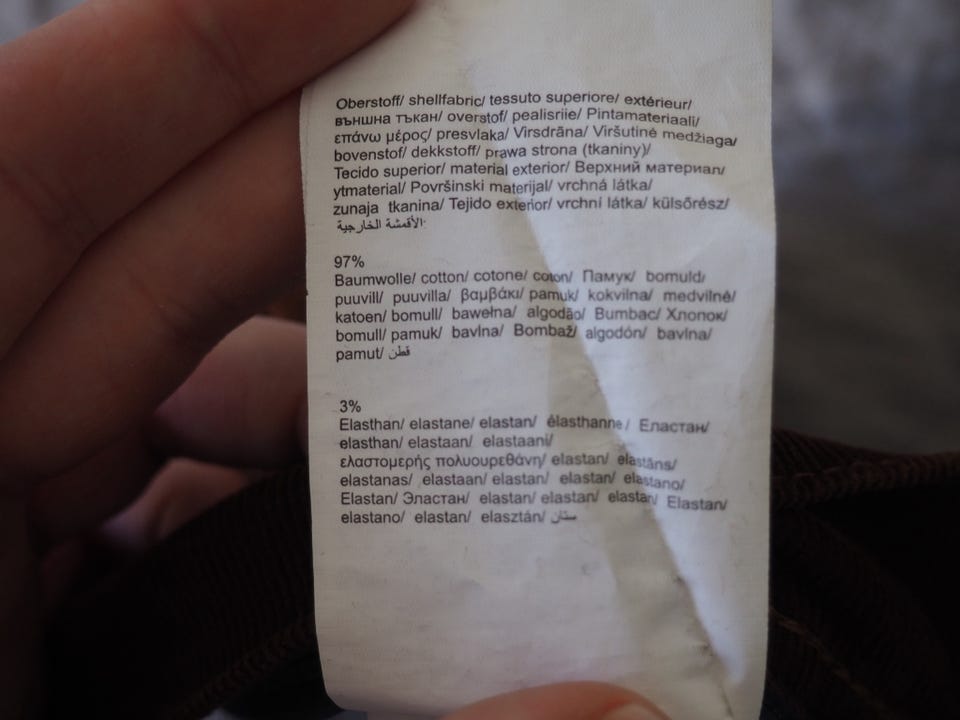 Oberstoff/ shellfabric/ tessuto superiore/ extérieur/
външна тъкан/ overstof/ pealisriie/ Pintamateriaali/
επάνω μέρος/ presvlaka/ Virsdrāna/ Viršutinė medžiaga/
bovenstof/ dekkstoff/ prawa strona (tkaniny)/
Tecido superior/ material exterior/ Верхний материал/
ytmaterial/ Površinski materijal/ vrchná látka/
zunaja tkanina/ Tejido exterior/ vrchní látka/ külsőrész/
الأقمشة الخارجية:
97%
Baumwolle/ cotton/ cotone/ coton/ Памук/ bomuld/
puuvill/ puuvilla/ βαμβάκι/ pamuk/ kokvilna/ medvilnė/
katoen/ bomull/ bawełna/ algodão/ Bumbac/ Хлопок/
bomull/ pamuk/ bavlna/ Bombaž/ algodón/ bavlna/
pamut/ قطن
3%
Elasthan/ elastane/ elastan/ élasthanne/ Еластан/
elasthan/ elastaan/ elastaani/
ελαστομερής πολυουρεθάνη/ elastan/ elastāns/
elastanas/ elastaan/ elastan/ elastan/ elastano/
Elastan/ Эластан/ elastan/ elastan/ elastan/ Elastan/
elastano/ elastan/ elasztán/